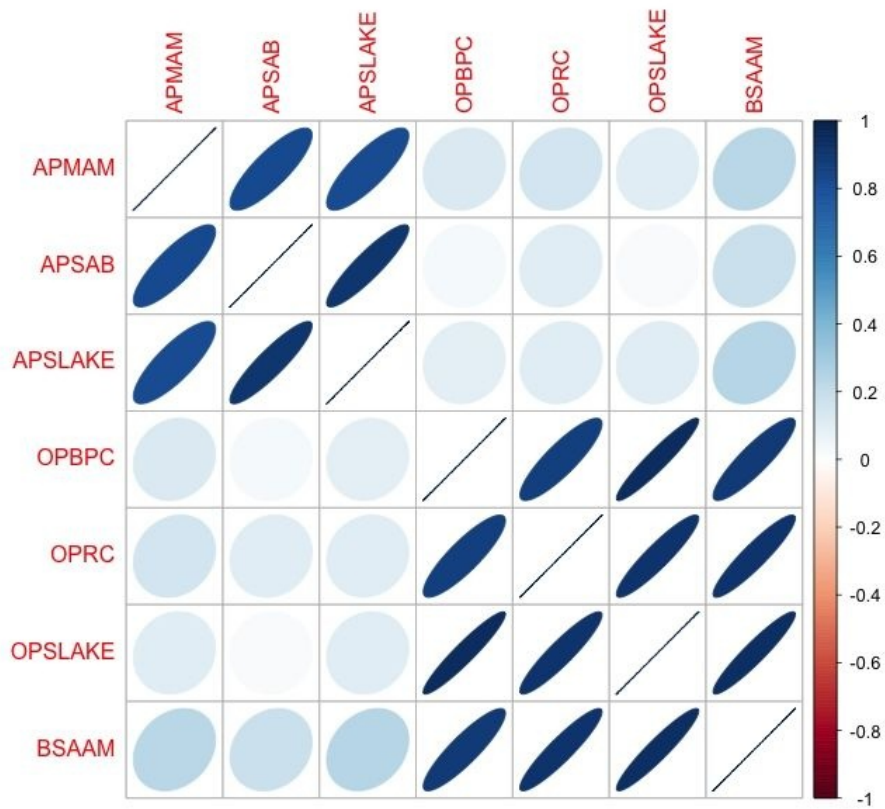 APMAM
APSAB
APSLAKE
OPBPC
OPRC
OPSLAKE
BSAAM
APMAM
APSAB
APSLAKE
OPBPC
OPRC
OPSLAKE
BSAAM
1
0.8
0.6
0.4
0.2
0
-0.2
-0.4
-0.6
-0.8
-1